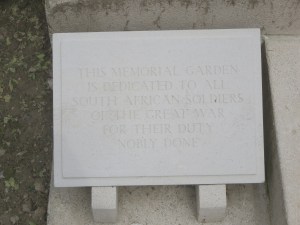 THIS MEMORIAL GARDEN
IS DEDICATED TO ALL
SOUTH AFRICAN SOLDIERS
OF THE GREAT WAR
FOR THEIR DUTY
"NOBLY DONE"